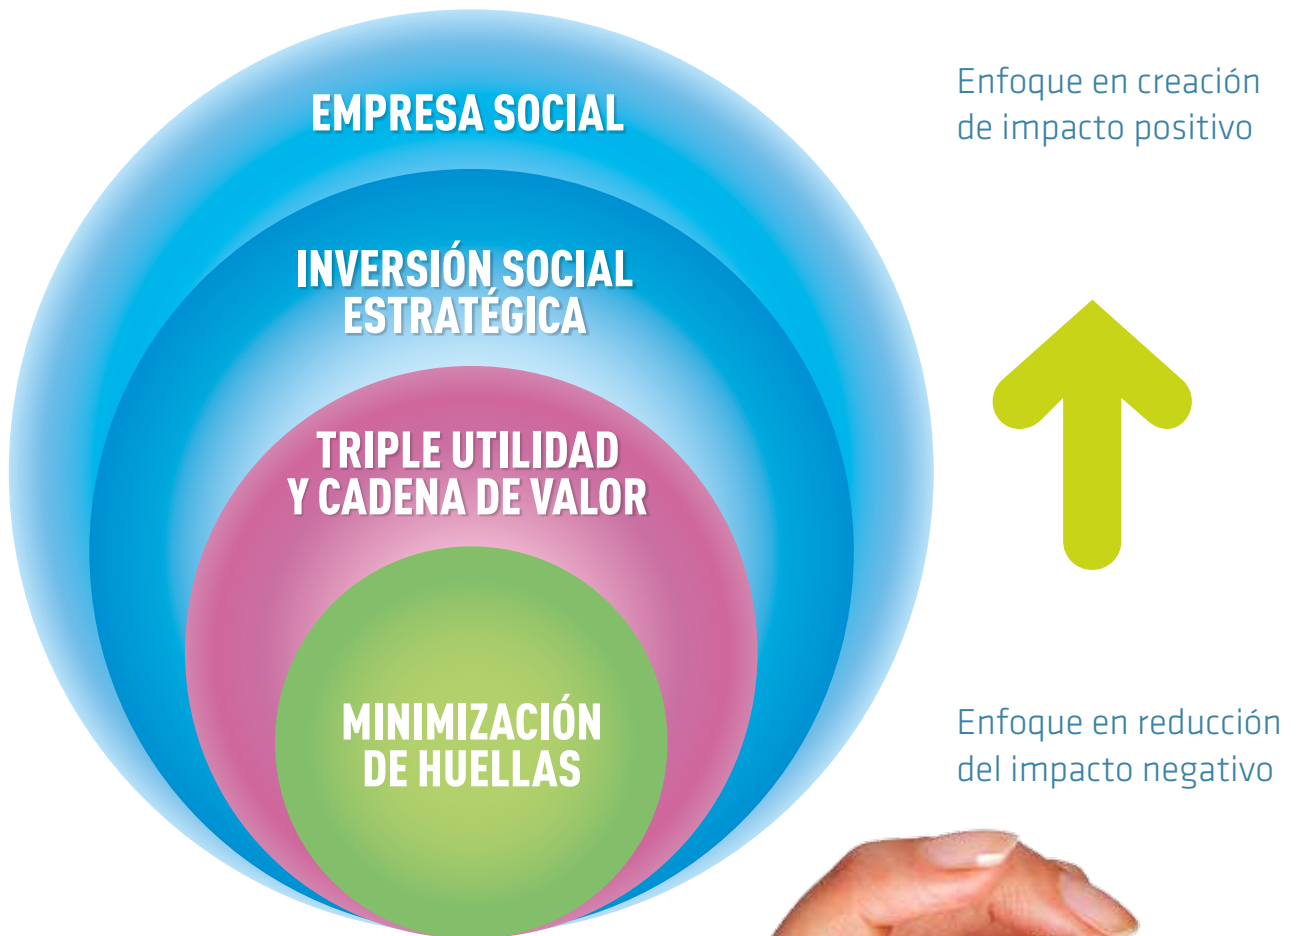 EMPRESA SOCIAL
Enfoque en creación
de impacto positivo
INVERSIÓN SOCIAL
ESTRATÉGICA
TRIPLE UTILIDAD
Y CADENA DE VALOR
MINIMIZACIÓN
DE HUELLAS
Enfoque en reducción
del impacto negativo